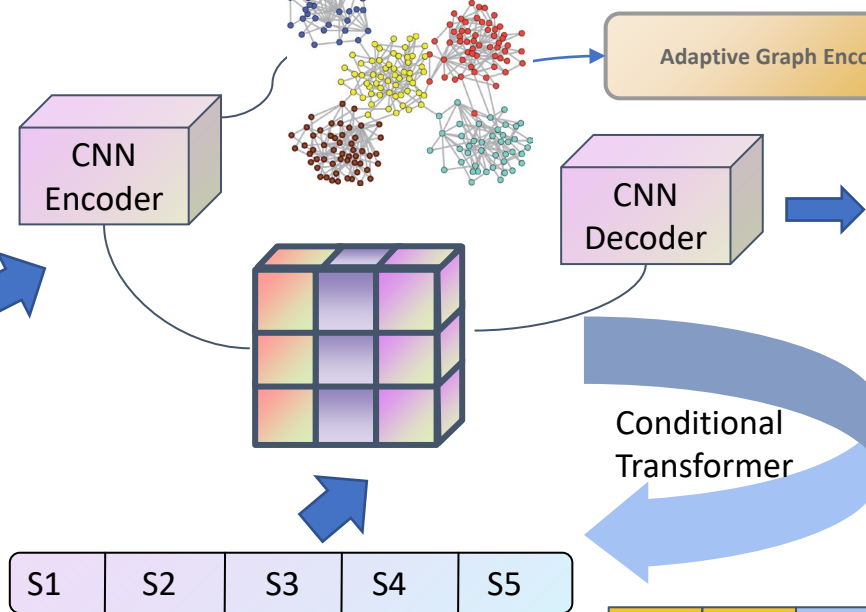 Adaptive Graph Enco
CNN
Encoder
CNN
Decoder
Conditional
Transformer
S1 S2 S3 S4 S5